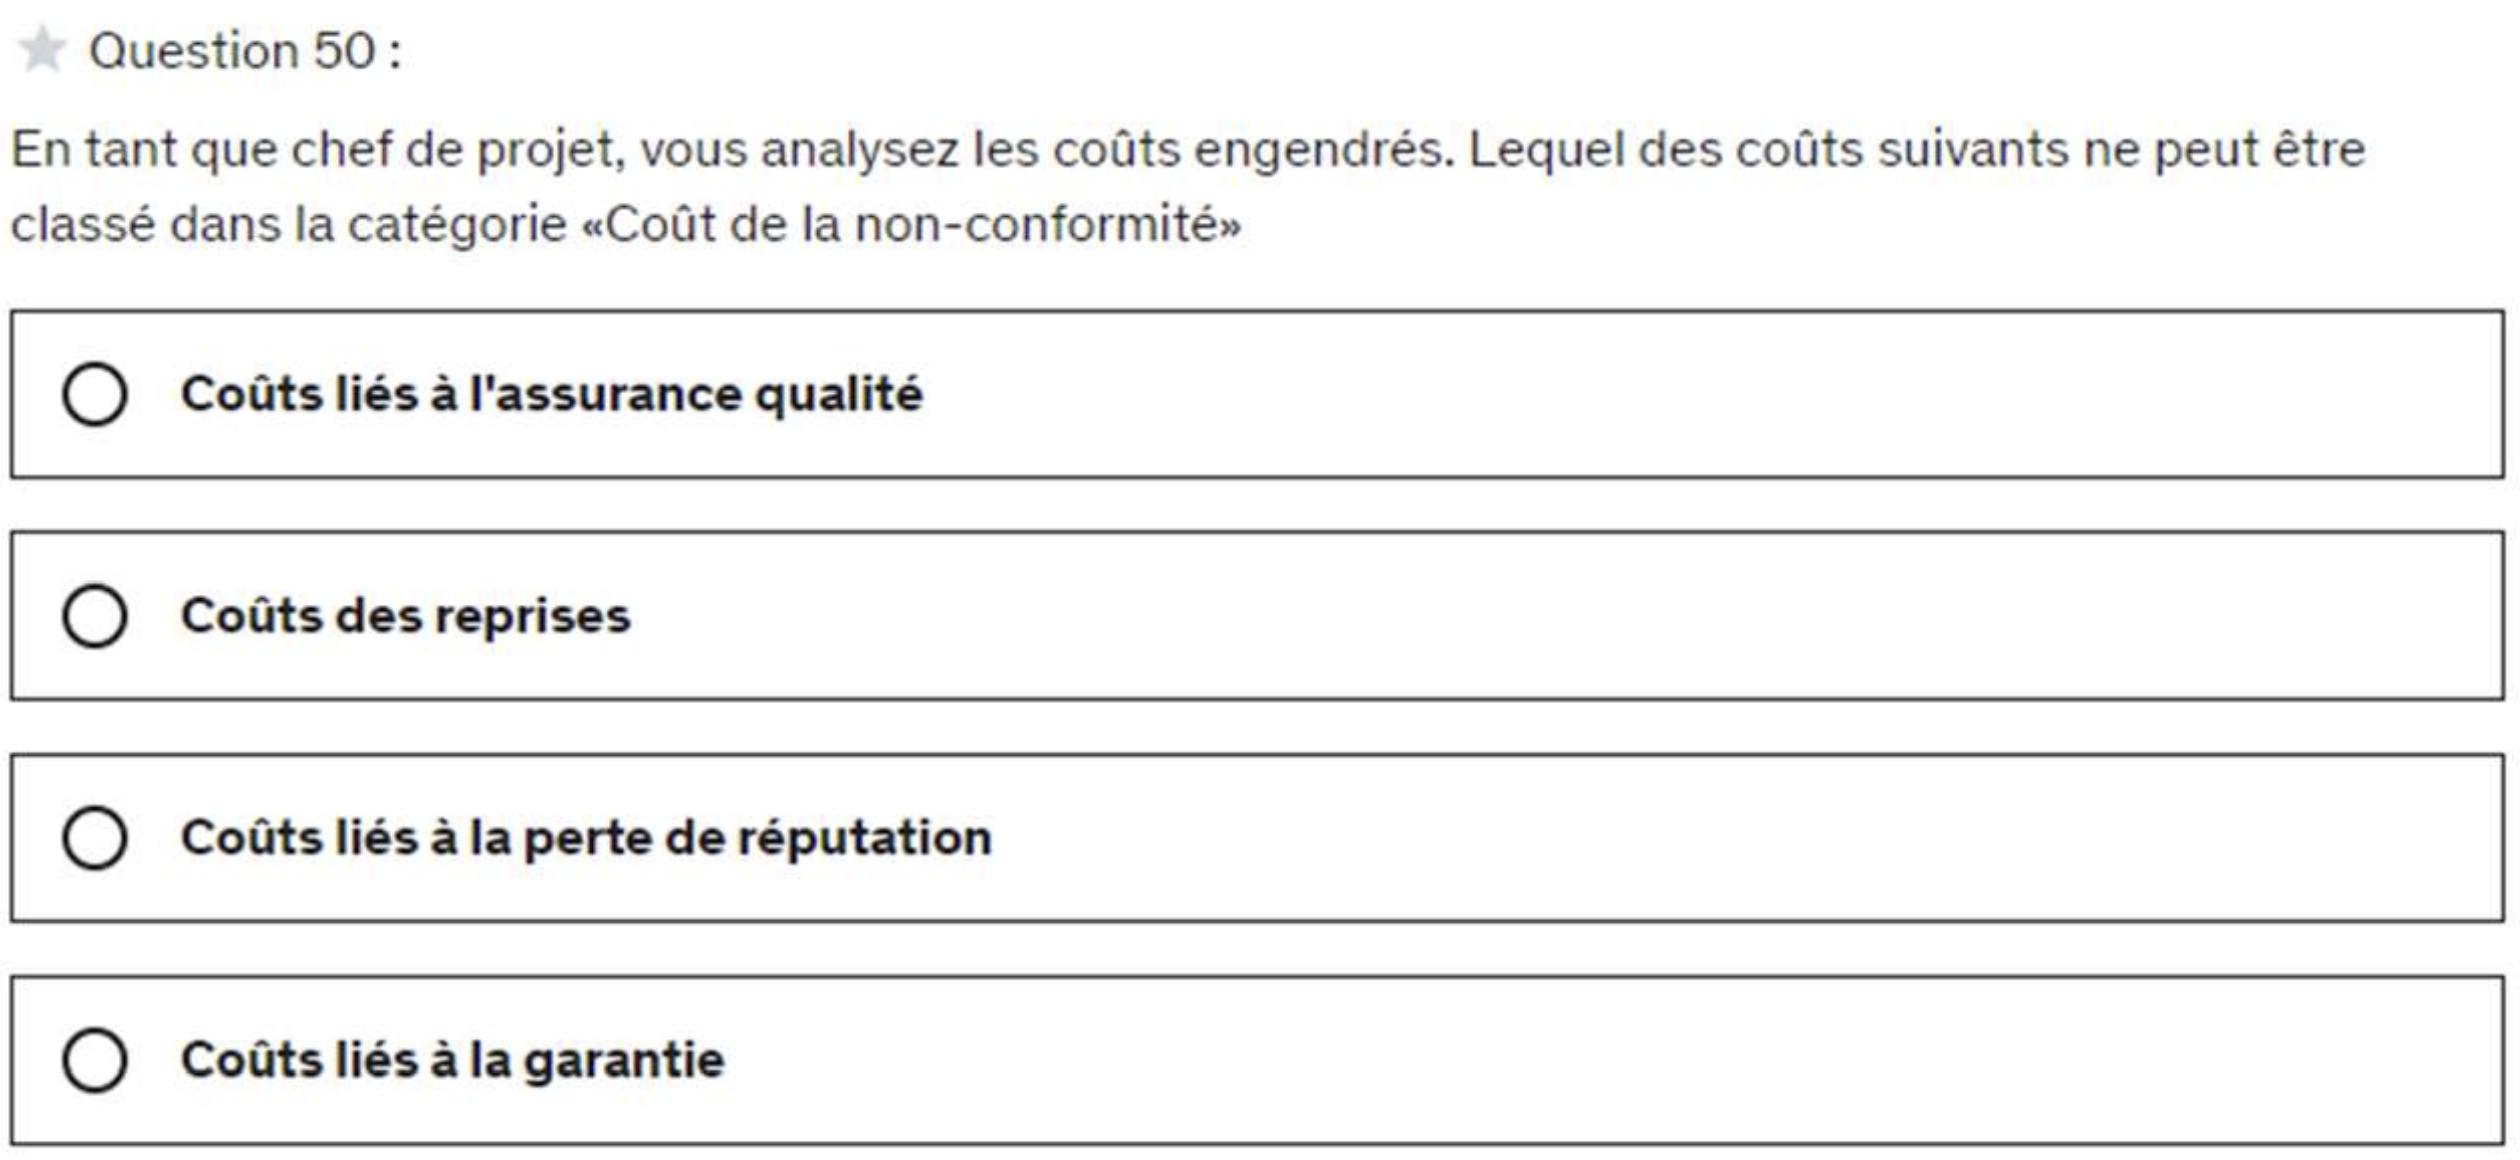 Question 50 :
En tant que chef de projet, vous analysez les coûts engendrés. Lequel des coûts suivants ne peut être
classé dans la catégorie «Coût de la non-conformité»
Coûts liés à l'assurance qualité
Coûts des reprises
Coûts liés à la perte de réputation
Coûts liés à la garantie